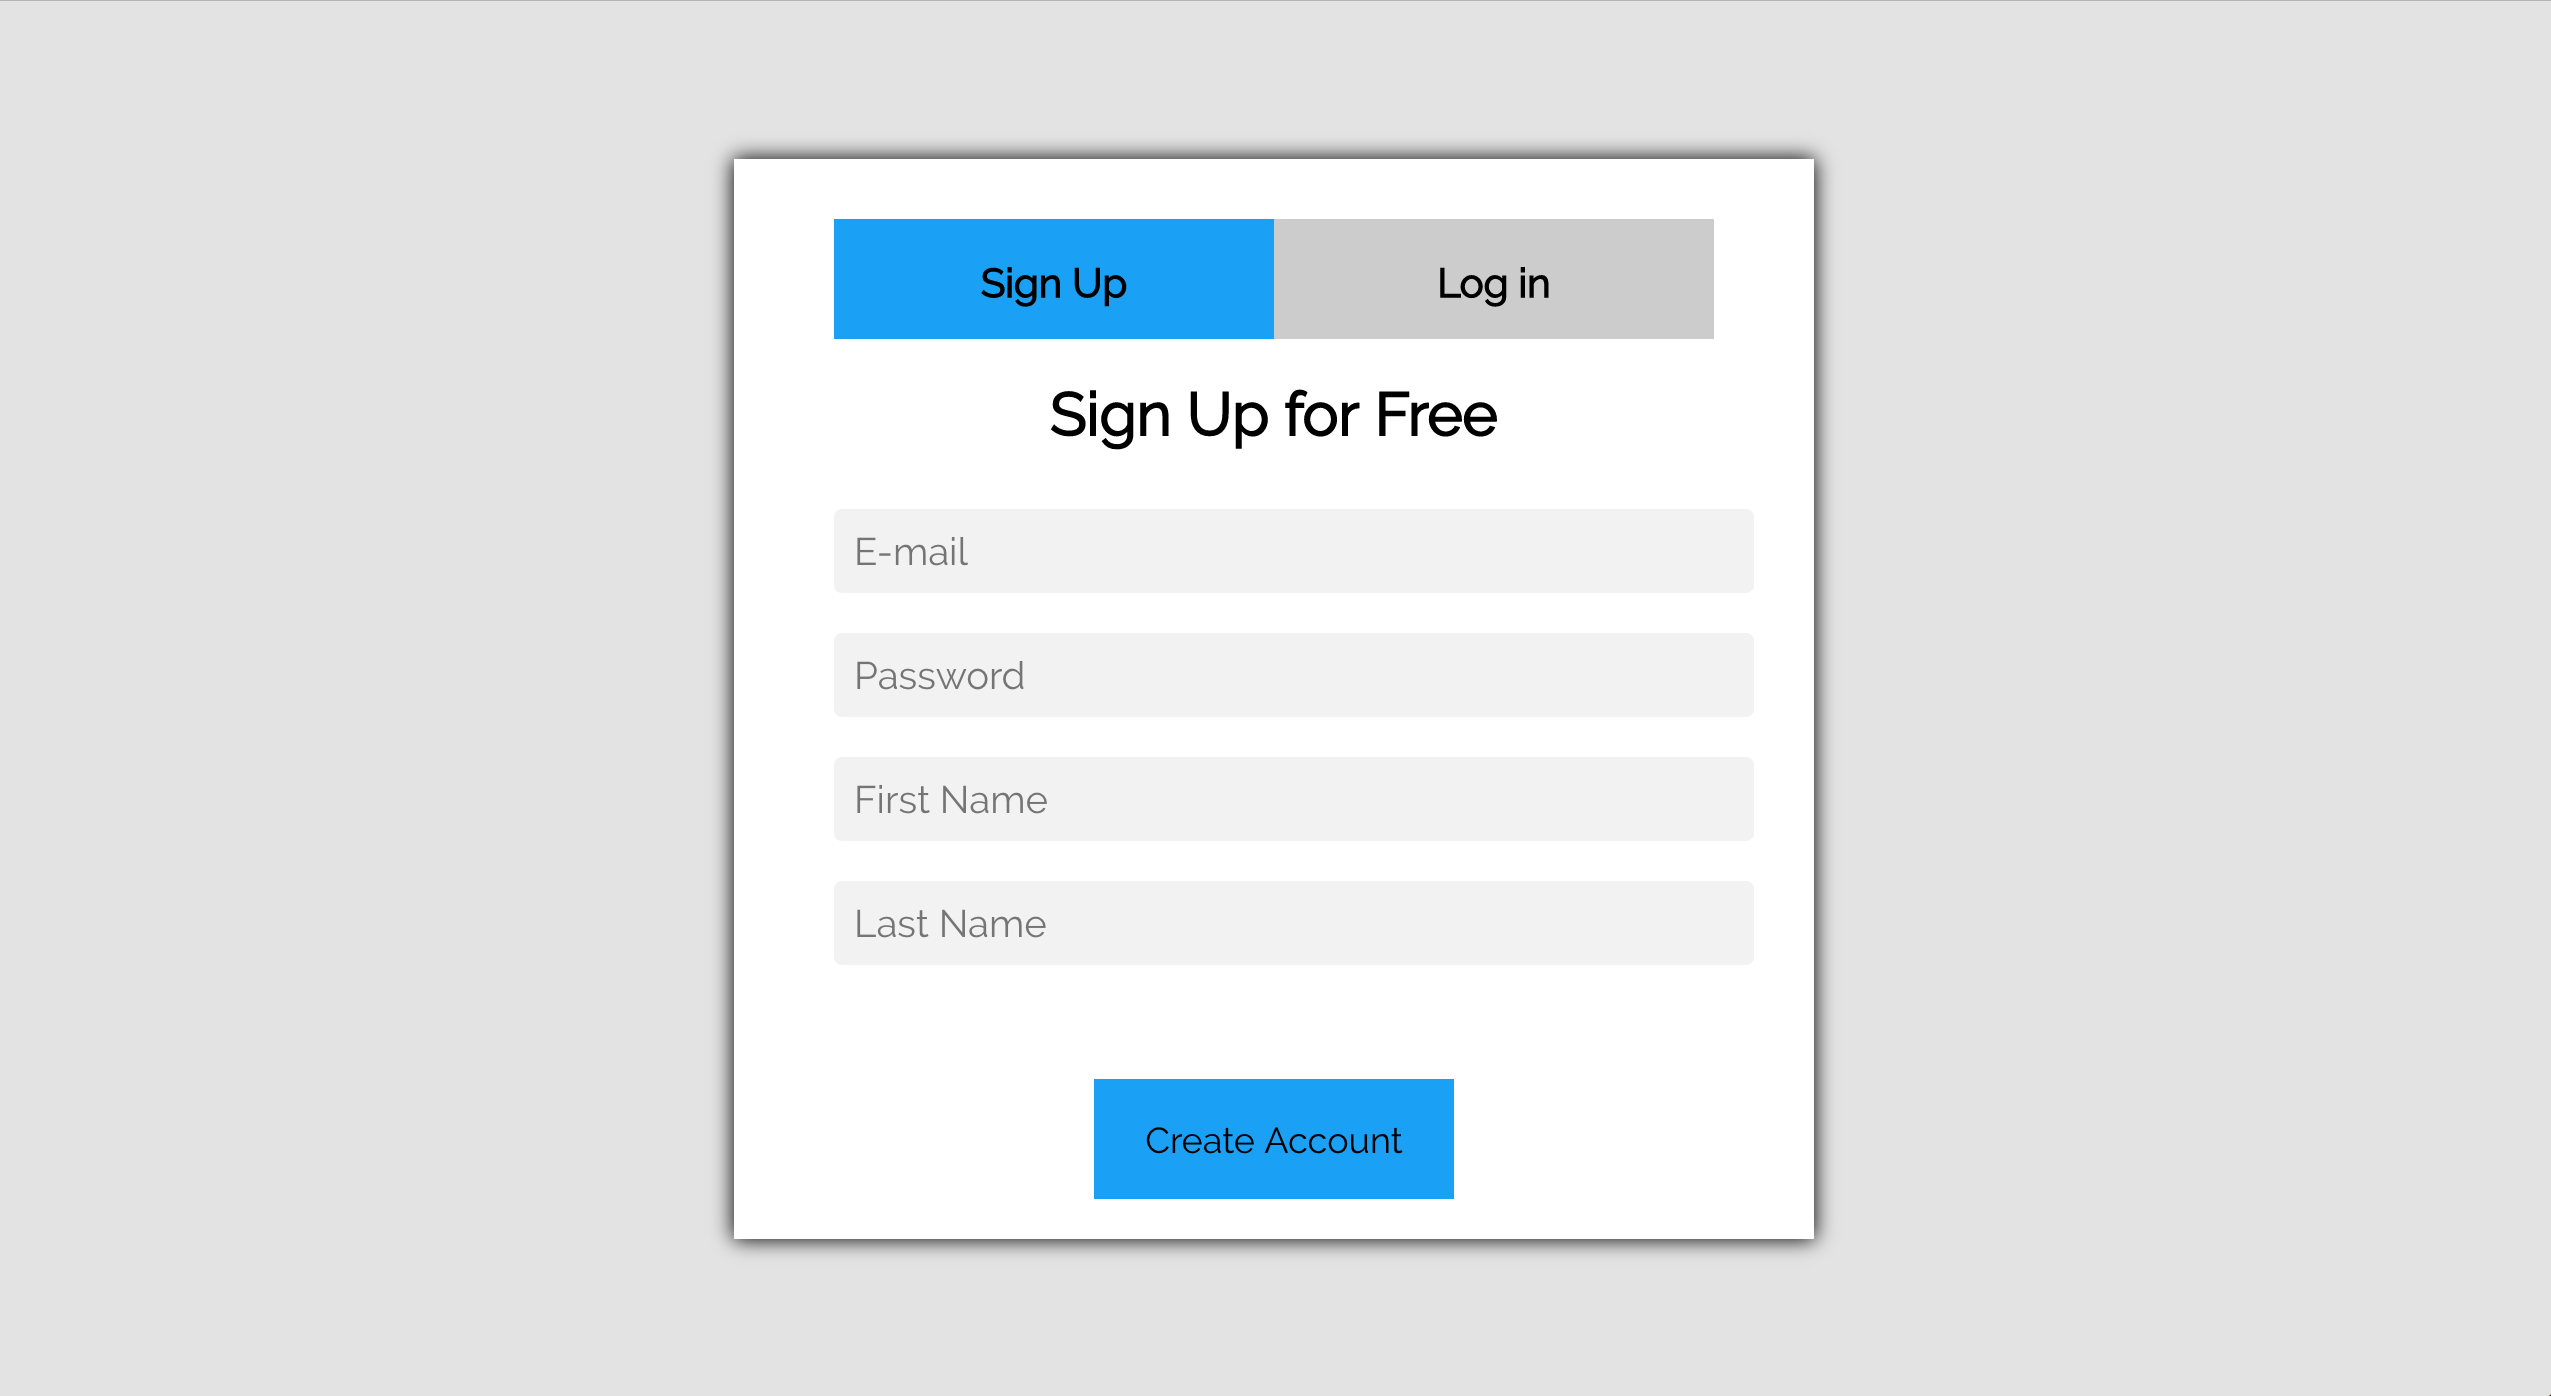 Sign Up
Log in
Sign Up for Free
E-mail
Password
First Name
Last Name
Create Account